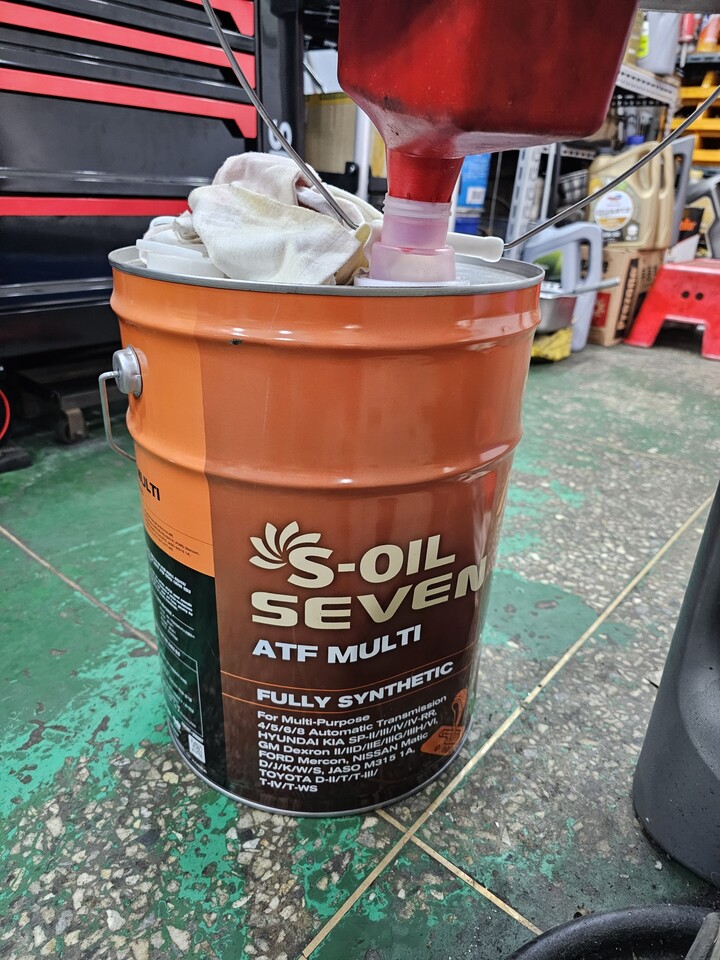 S-OIL
SEVEN
ATF MULTI
FULLY SYNTHETIC
For Multi-Purpose
4/5/6/8 Automatic Transmission
HYUNDAI KIA SP-II/III/IV/IV-RR,
GM Dexron II/IID/IIE/IIIG/IIIH/VI,
FORD Mercon, NISSAN Matic
D/J/K/W/S, JASO M315 1A,
TOYOTA D-II/T/T-III/
T-IV/T-WS